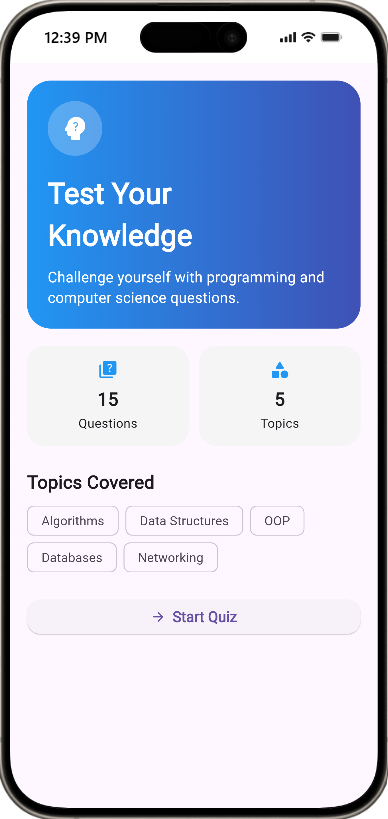 12:39 PM
Test Your
Knowledge
Challenge yourself with programming and
computer science questions.
15
5
Questions
Topics
Topics Covered
Algorithms
Data Structures
OOP
Databases
Networking
Start Quiz